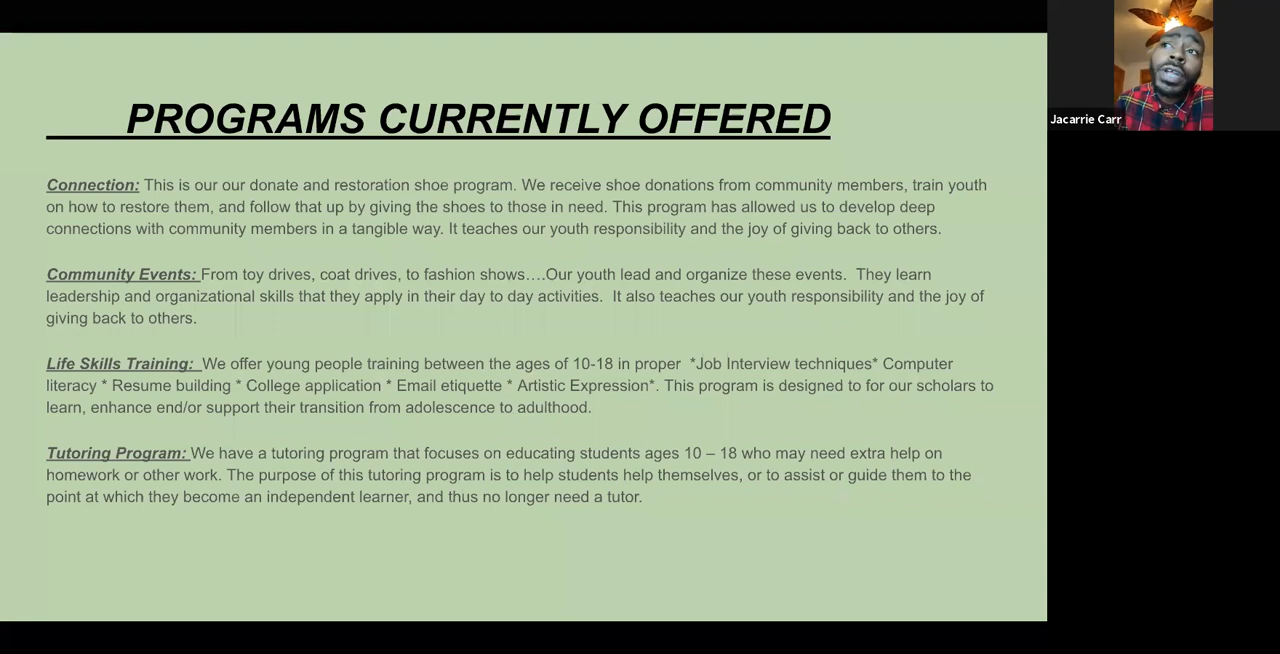 PROGRAMS CURRENTLY OFFERED
Connection: This is our our donate and restoration shoe program. We receive shoe donations from community members, train youth
on how to restore them, and follow that up by giving the shoes to those in need. This program has allowed us to develop deep
connections with community members in a tangible way. It teaches our youth responsibility and the joy of giving back to others.
Community Events: From toy drives, coat drives, to fashion shows….Our youth lead and organize these events.  They learn
leadership and organizational skills that they apply in their day to day activities.  It also teaches our youth responsibility and the joy of
giving back to others.
Life Skills Training:  We offer young people training between the ages of 10-18 in proper  *Job Interview techniques* Computer
literacy * Resume building * College application * Email etiquette * Artistic Expression*. This program is designed to for our scholars to
learn, enhance end/or support their transition from adolescence to adulthood.
Tutoring Program: We have a tutoring program that focuses on educating students ages 10 – 18 who may need extra help on
homework or other work. The purpose of this tutoring program is to help students help themselves, or to assist or guide them to the
point at which they become an independent learner, and thus no longer need a tutor.
Jacarrie Carr